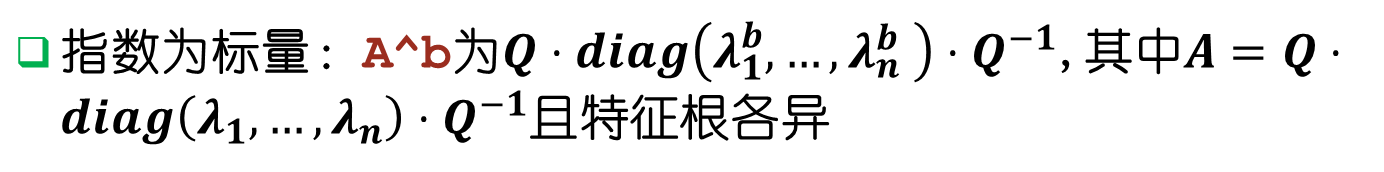 指数为标量：A^b为Q · diag(λ₁ᵇ, …, λₙᵇ) · Q⁻¹, 其中A = Q ·
diag(λ₁, …, λₙ) · Q⁻¹且特征根各异